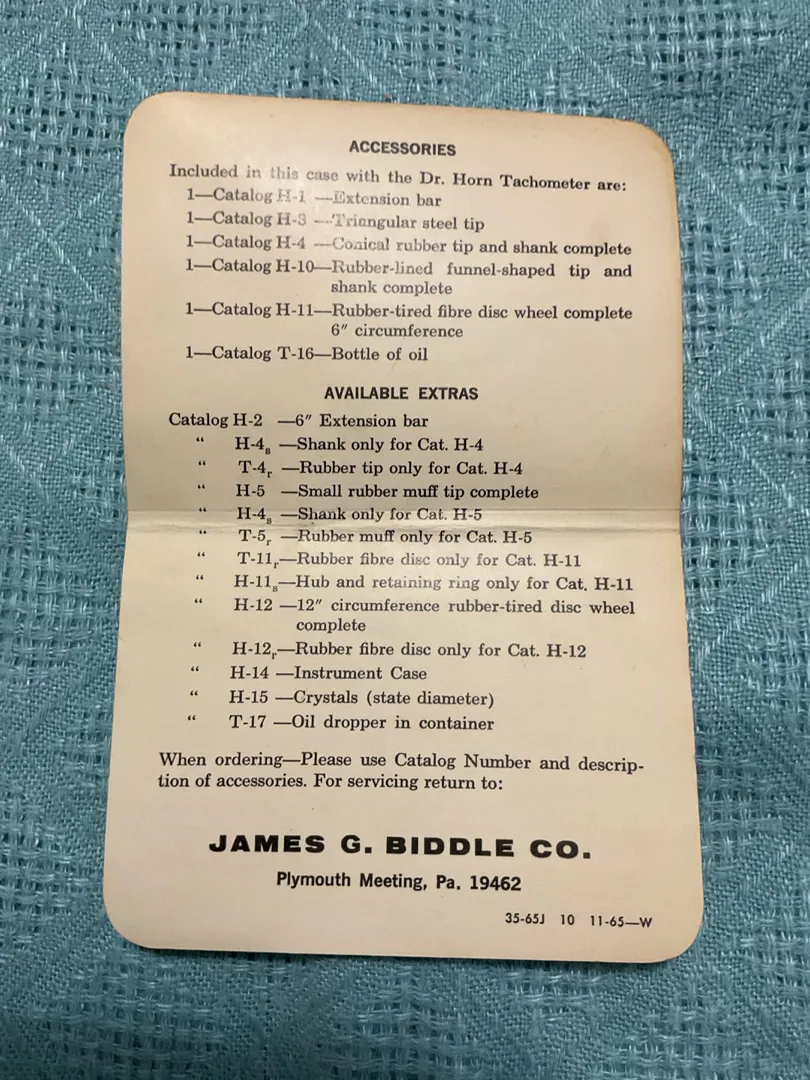 ACCESSORIES
Included in this case with the Dr. Horn Tachometer are:
1—Catalog H-1 —Extension bar
1—Catalog H-3 —Triangular steel tip
1—Catalog H-4 —Conical rubber tip and shank complete
1—Catalog H-10—Rubber-lined funnel-shaped tip and
shank complete
1—Catalog H-11—Rubber-tired fibre disc wheel complete
6″ circumference
1—Catalog T-16—Bottle of oil
AVAILABLE EXTRAS
Catalog H-2 —6″ Extension bar
“ H-4s —Shank only for Cat. H-4
“ T-4r —Rubber tip only for Cat. H-4
“ H-5 —Small rubber muff tip complete
“ H-4s —Shank only for Cat. H-5
“ T-5r —Rubber muff only for Cat. H-5
“ T-11r—Rubber fibre disc only for Cat. H-11
“ H-11s—Hub and retaining ring only for Cat. H-11
“ H-12 —12″ circumference rubber-tired disc wheel
complete
“ H-12r—Rubber fibre disc only for Cat. H-12
“ H-14 —Instrument Case
“ H-15 —Crystals (state diameter)
“ T-17 —Oil dropper in container
When ordering—Please use Catalog Number and descrip-
tion of accessories. For servicing return to:
JAMES G. BIDDLE CO.
Plymouth Meeting, Pa. 19462
35-65J 10 11-65—W